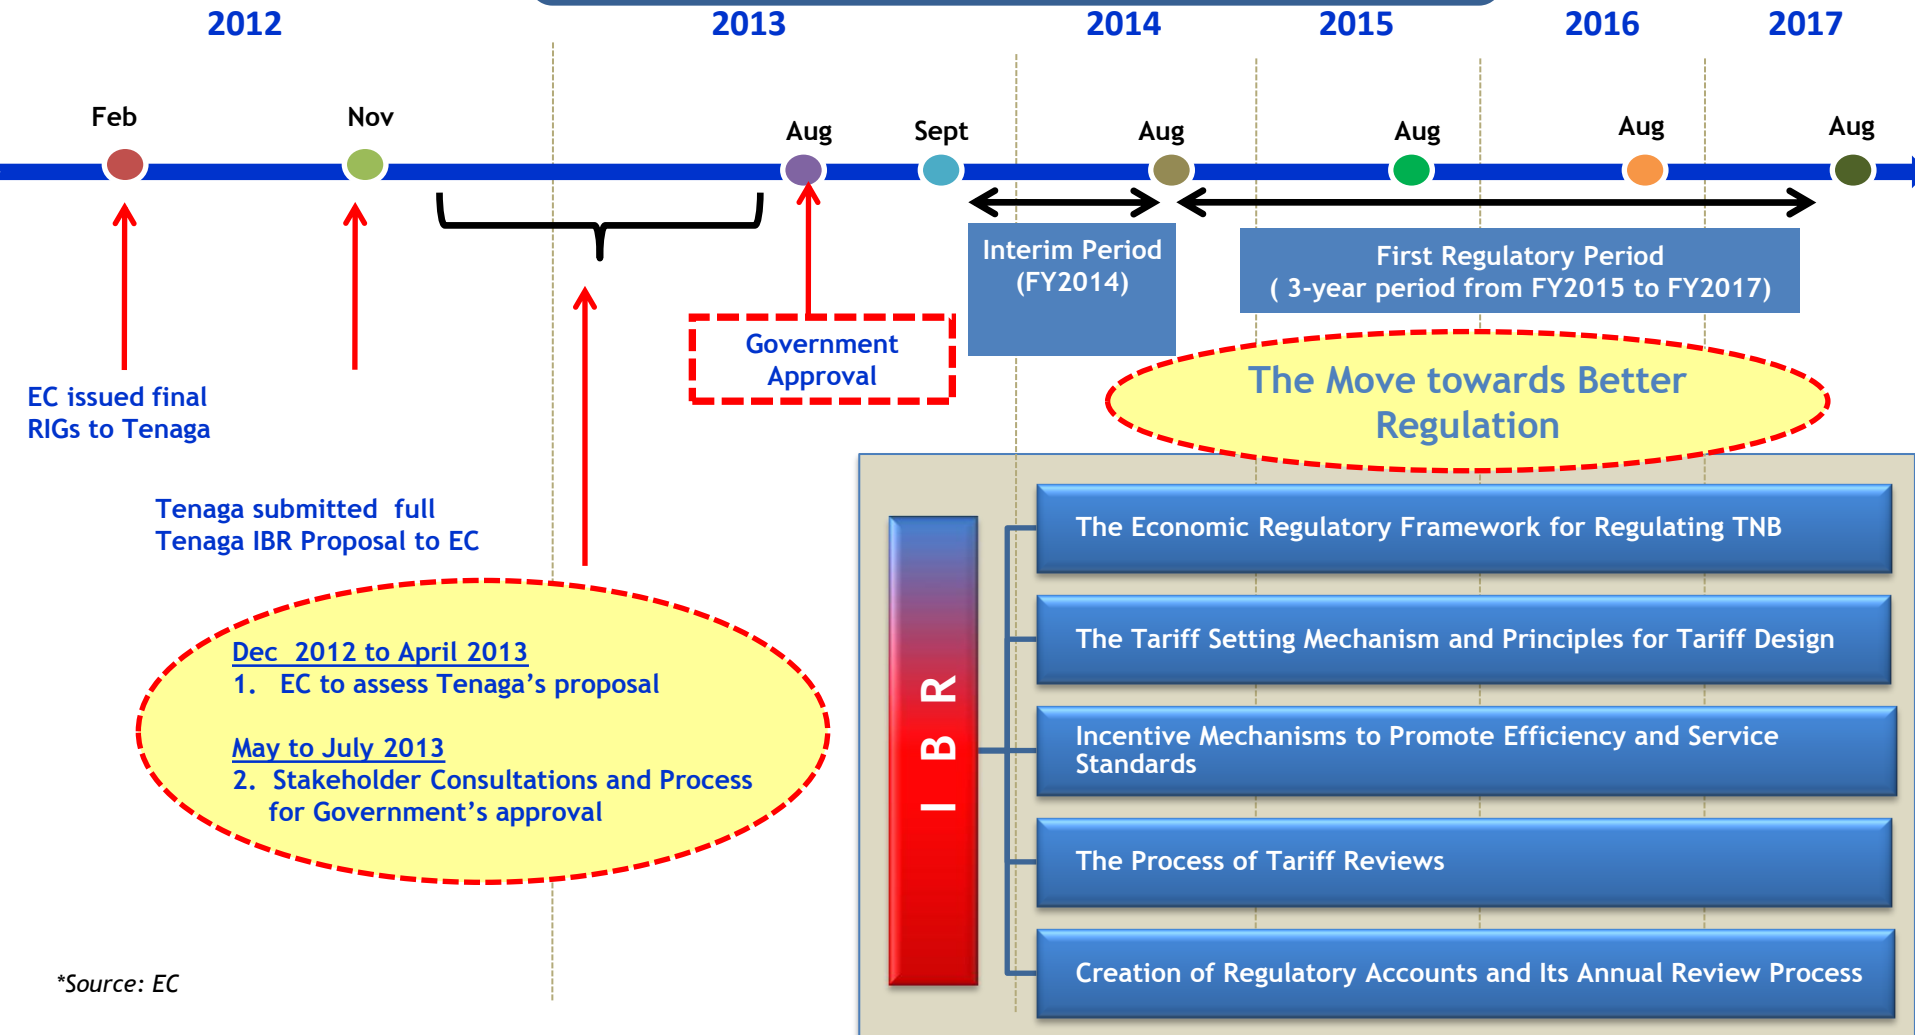 2012
2013
2014
2015
2016
2017
Feb
Nov
Aug
Sept
Aug
Aug
Aug
Aug
Interim Period
(FY2014)
First Regulatory Period
( 3-year period from FY2015 to FY2017)
Government
Approval
The Move towards Better
Regulation
EC issued final
RIGs to Tenaga
Tenaga submitted full
Tenaga IBR Proposal to EC
Dec 2012 to April 2013
1. EC to assess Tenaga's proposal
May to July 2013
2. Stakeholder Consultations and Process
for Government's approval
I B R
The Economic Regulatory Framework for Regulating TNB
The Tariff Setting Mechanism and Principles for Tariff Design
Incentive Mechanisms to Promote Efficiency and Service
Standards
The Process of Tariff Reviews
Creation of Regulatory Accounts and Its Annual Review Process
*Source: EC